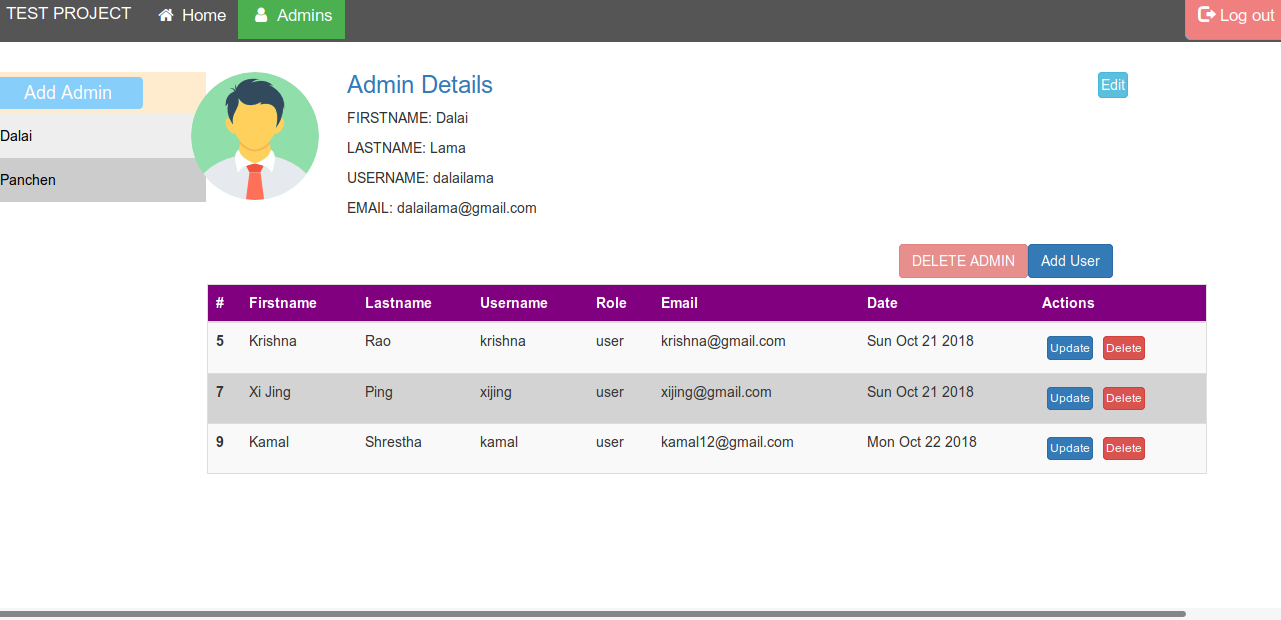 TEST PROJECT Home Admins Log out
Add Admin
Dalai
Panchen
Admin Details Edit
FIRSTNAME: Dalai
LASTNAME: Lama
USERNAME: dalailama
EMAIL: dalailama@gmail.com
DELETE ADMIN Add User
# Firstname Lastname Username Role Email Date Actions
5 Krishna Rao krishna user krishna@gmail.com Sun Oct 21 2018 Update Delete
7 Xi Jing Ping xijing user xijing@gmail.com Sun Oct 21 2018 Update Delete
9 Kamal Shrestha kamal user kamal12@gmail.com Mon Oct 22 2018 Update Delete